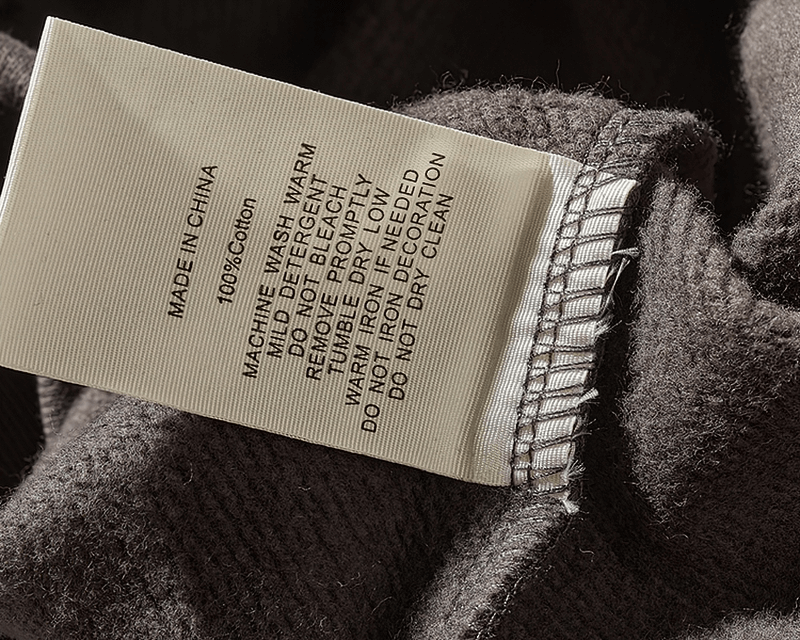 MADE IN CHINA
100%Cotton
MACHINE WASH WARM
MILD DETERGENT
DO NOT BLEACH
REMOVE PROMPTLY
TUMBLE DRY LOW
WARM IRON IF NEEDED
DO NOT IRON DECORATION
DO NOT DRY CLEAN